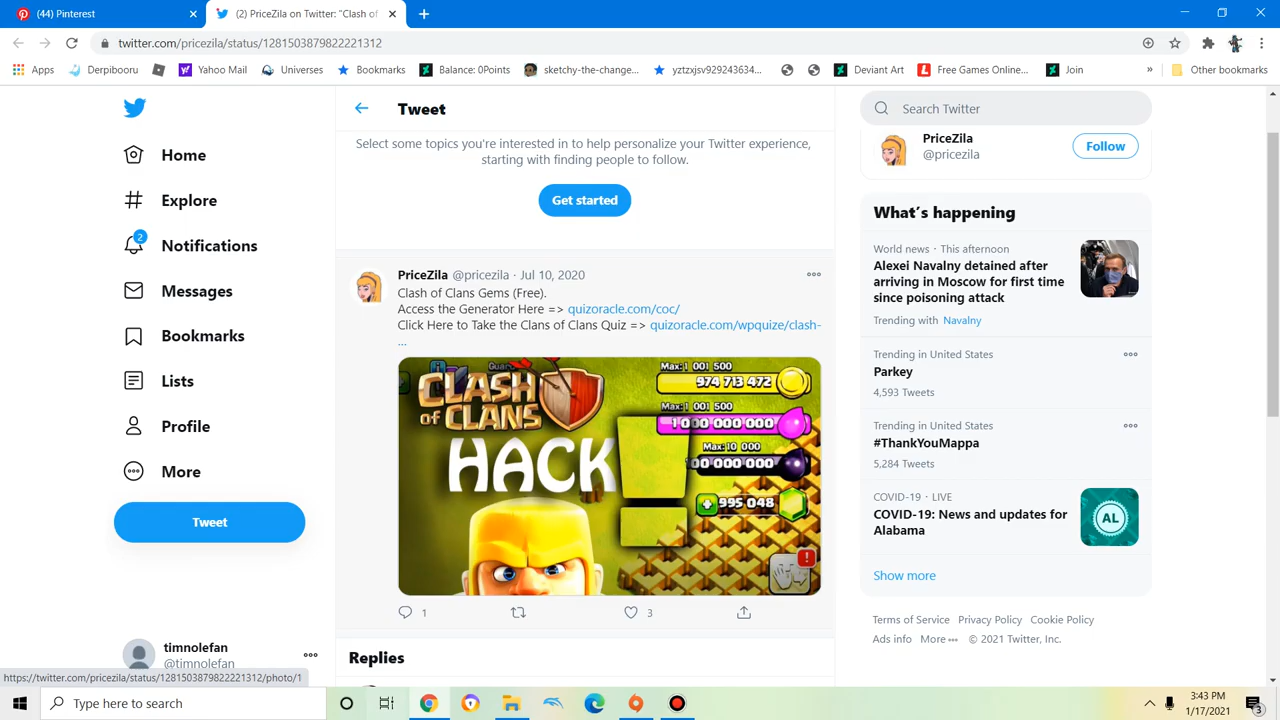 (44) Pinterest
(2) PriceZila on Twitter: "Clash of
twitter.com/pricezila/status/1281503879822221312
Apps
Derpibooru
Yahoo Mail
Universes
Bookmarks
Balance: 0Points
sketchy-the-change...
yztzxjsv929243634...
Deviant Art
Free Games Online...
Join
»
Other bookmarks
Home
Explore
2
Notifications
Messages
Bookmarks
Lists
Profile
More
Tweet
timnolefan
@timnolefan
Tweet
Select some topics you're interested in to help personalize your Twitter experience,
starting with finding people to follow.
Get started
PriceZila @pricezila · Jul 10, 2020
Clash of Clans Gems (Free).
Access the Generator Here => quizoracle.com/coc/
Click Here to Take the Clans of Clans Quiz => quizoracle.com/wpquize/clash-
...
CLASH
OF CLANS
HACK!
Max: 1 001 500
974 713 472
Max: 1 001 500
1 000 000 000
Max: 10 000
100 000 000
995 048
!
1
3
Replies
Search Twitter
PriceZila
@pricezila
Follow
What's happening
World news · This afternoon
Alexei Navalny detained after
arriving in Moscow for first time
since poisoning attack
Trending with Navalny
Trending in United States
Parkey
4,593 Tweets
Trending in United States
#ThankYouMappa
5,284 Tweets
COVID-19 · LIVE
COVID-19: News and updates for
Alabama
AL
Show more
Terms of Service Privacy Policy Cookie Policy
Ads info More © 2021 Twitter, Inc.
https://twitter.com/pricezila/status/1281503879822221312/photo/1
Type here to search
3:43 PM
1/17/2021
3